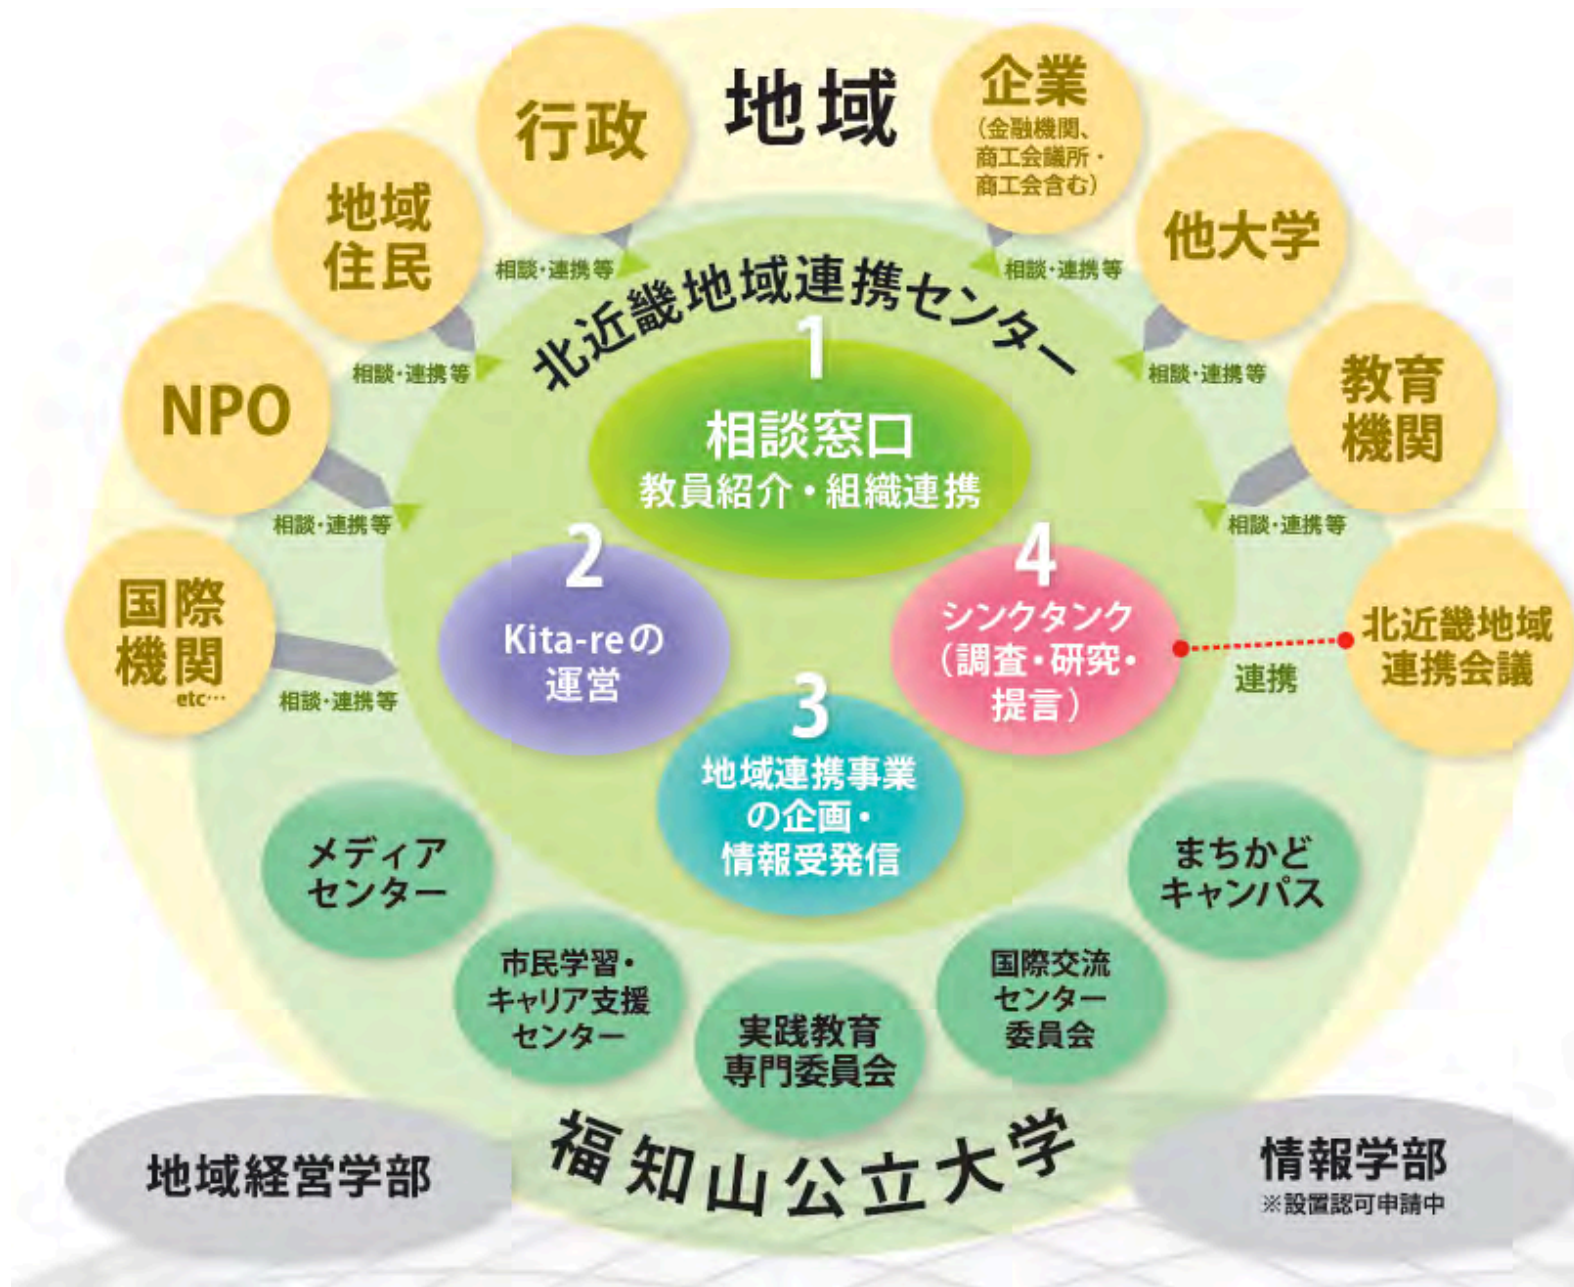 地域
行政
企業
(金融機関、
商工会議所・
商工会含む)
地域
住民
他大学
相談・連携等
相談・連携等
北近畿地域連携センター
NPO
教育
機関
相談・連携等
相談・連携等
1
相談窓口
教員紹介・組織連携
相談・連携等
相談・連携等
国際
機関
etc…
相談・連携等
2
Kita-reの
運営
4
シンクタンク
(調査・研究・
提言)
連携
北近畿地域
連携会議
3
地域連携事業
の企画・
情報受発信
メディア
センター
まちかど
キャンパス
市民学習・
キャリア支援
センター
国際交流
センター
委員会
実践教育
専門委員会
福知山公立大学
地域経営学部
情報学部
※設置認可申請中